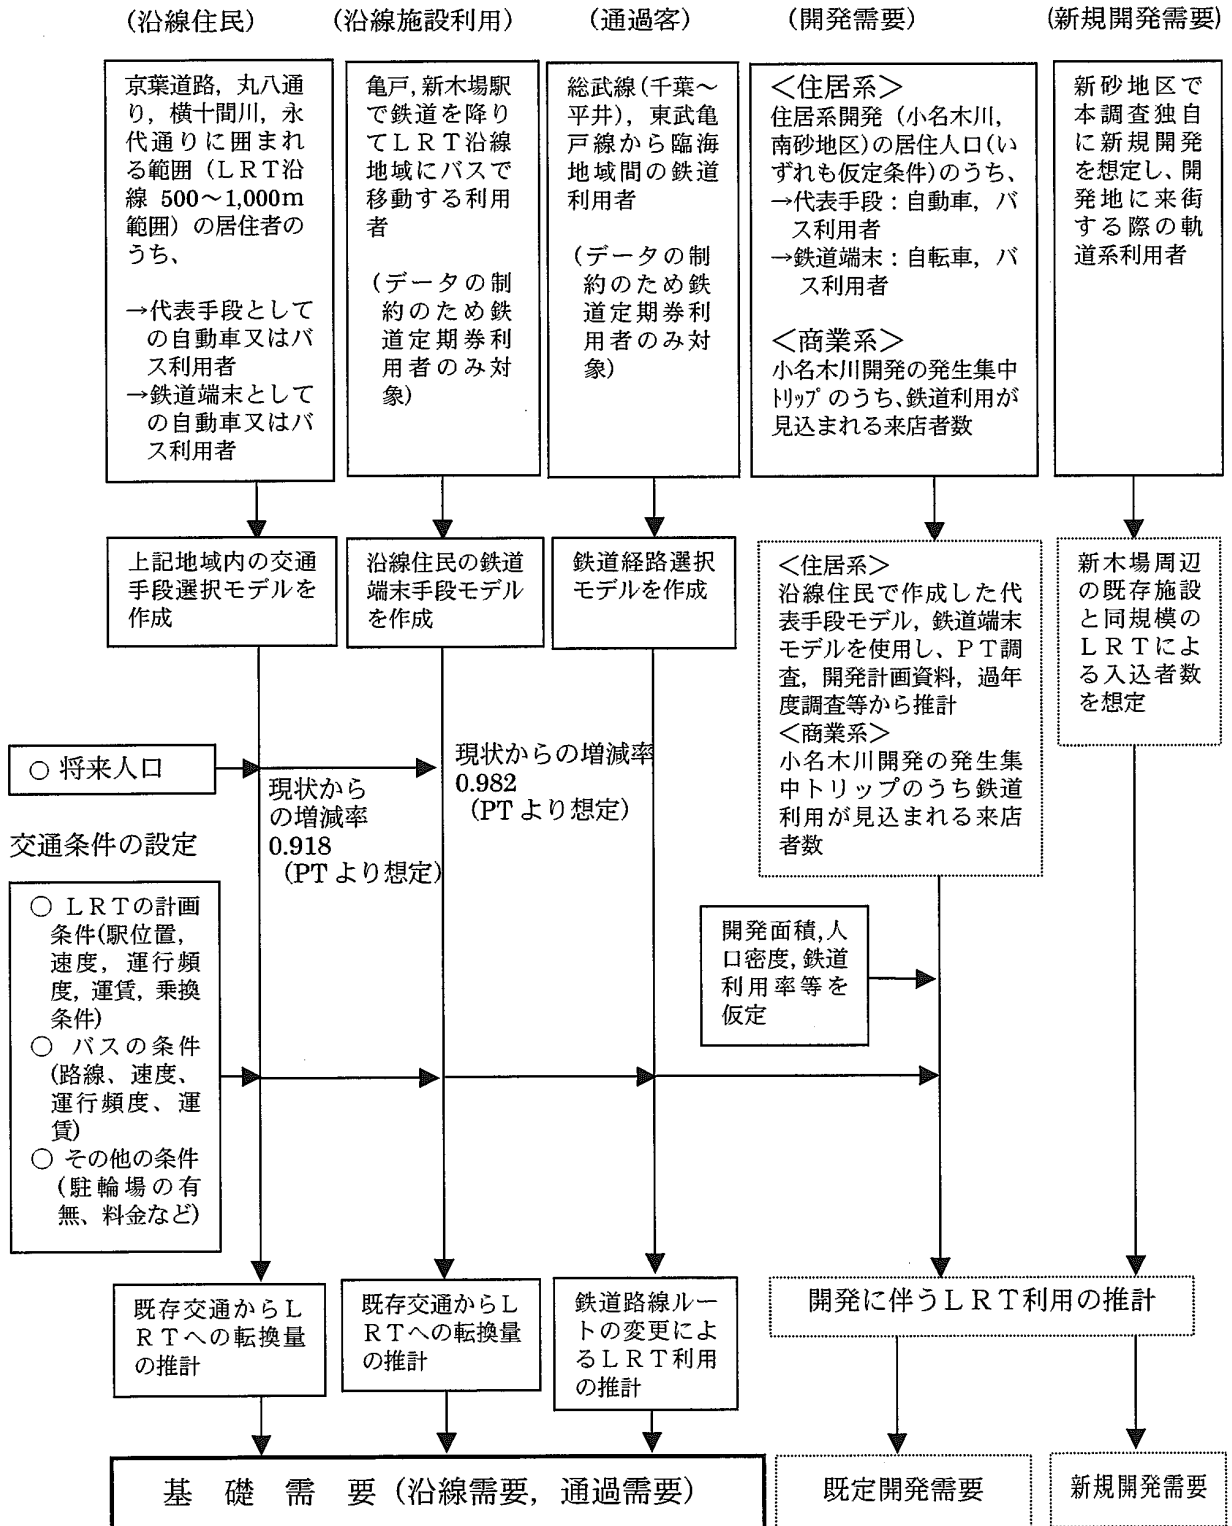 (沿線住民)
(沿線施設利用)
(通過客)
(開発需要)
(新規開発需要)
京葉道路，丸八通
り，横十間川，永
代通りに囲まれ
る範囲（ＬＲＴ沿
線 500～1,000m
範囲）の居住者の
うち、
→代表手段として
の自動車又はバ
ス利用者
→鉄道端末として
の自動車又はバ
ス利用者
亀戸，新木場駅
で鉄道を降り
てＬＲＴ沿線
地域にバスで
移動する利用
者
（データの制
約のため鉄
道定期券利
用者のみ対
象）
総武線（千葉～
平井），東武亀
戸線から臨海
地域間の鉄道
利用者
（データの制
約のため鉄
道定期券利
用者のみ対
象）
＜住居系＞
住居系開発（小名木川，
南砂地区）の居住人口（い
ずれも仮定条件）のうち、
→代表手段：自動車，バ
ス利用者
→鉄道端末：自転車，バ
ス利用者
＜商業系＞
小名木川開発の発生集中
ﾄﾘｯﾌﾟのうち、鉄道利用が
見込まれる来店者数
新砂地区で
本調査独自
に新規開発
を想定し、開
発地に来街
する際の軌
道系利用者
上記地域内の交通
手段選択モデルを
作成
沿線住民の鉄道
端末手段モデル
を作成
鉄道経路選択
モデルを作成
＜住居系＞
沿線住民で作成した代
表手段モデル，鉄道端末
モデルを使用し、ＰＴ調
査，開発計画資料，過年
度調査等から推計
＜商業系＞
小名木川開発の発生集
中トリップのうち鉄道
利用が見込まれる来店
者数
新木場周辺
の既存施設
と同規模の
ＬＲＴによ
る入込者数
を想定
○ 将来人口
現状から
の増減率
0.918
（PT より想定）
現状からの増減率
0.982
（PT より想定）
交通条件の設定
○ ＬＲＴの計画
条件(駅位置，
速度，運行頻
度，運賃，乗換
条件)
○ バスの条件
(路線、速度、
運行頻度、運
賃)
○ その他の条件
(駐輪場の有
無、料金など)
開発面積，人
口密度，鉄道
利用率等を
仮定
既存交通からＬ
ＲＴへの転換量
の推計
既存交通からＬ
ＲＴへの転換量
の推計
鉄道路線ルー
トの変更によ
るＬＲＴ利用
の推計
開発に伴うＬＲＴ利用の推計
基 礎 需 要（沿線需要，通過需要）
既定開発需要
新規開発需要